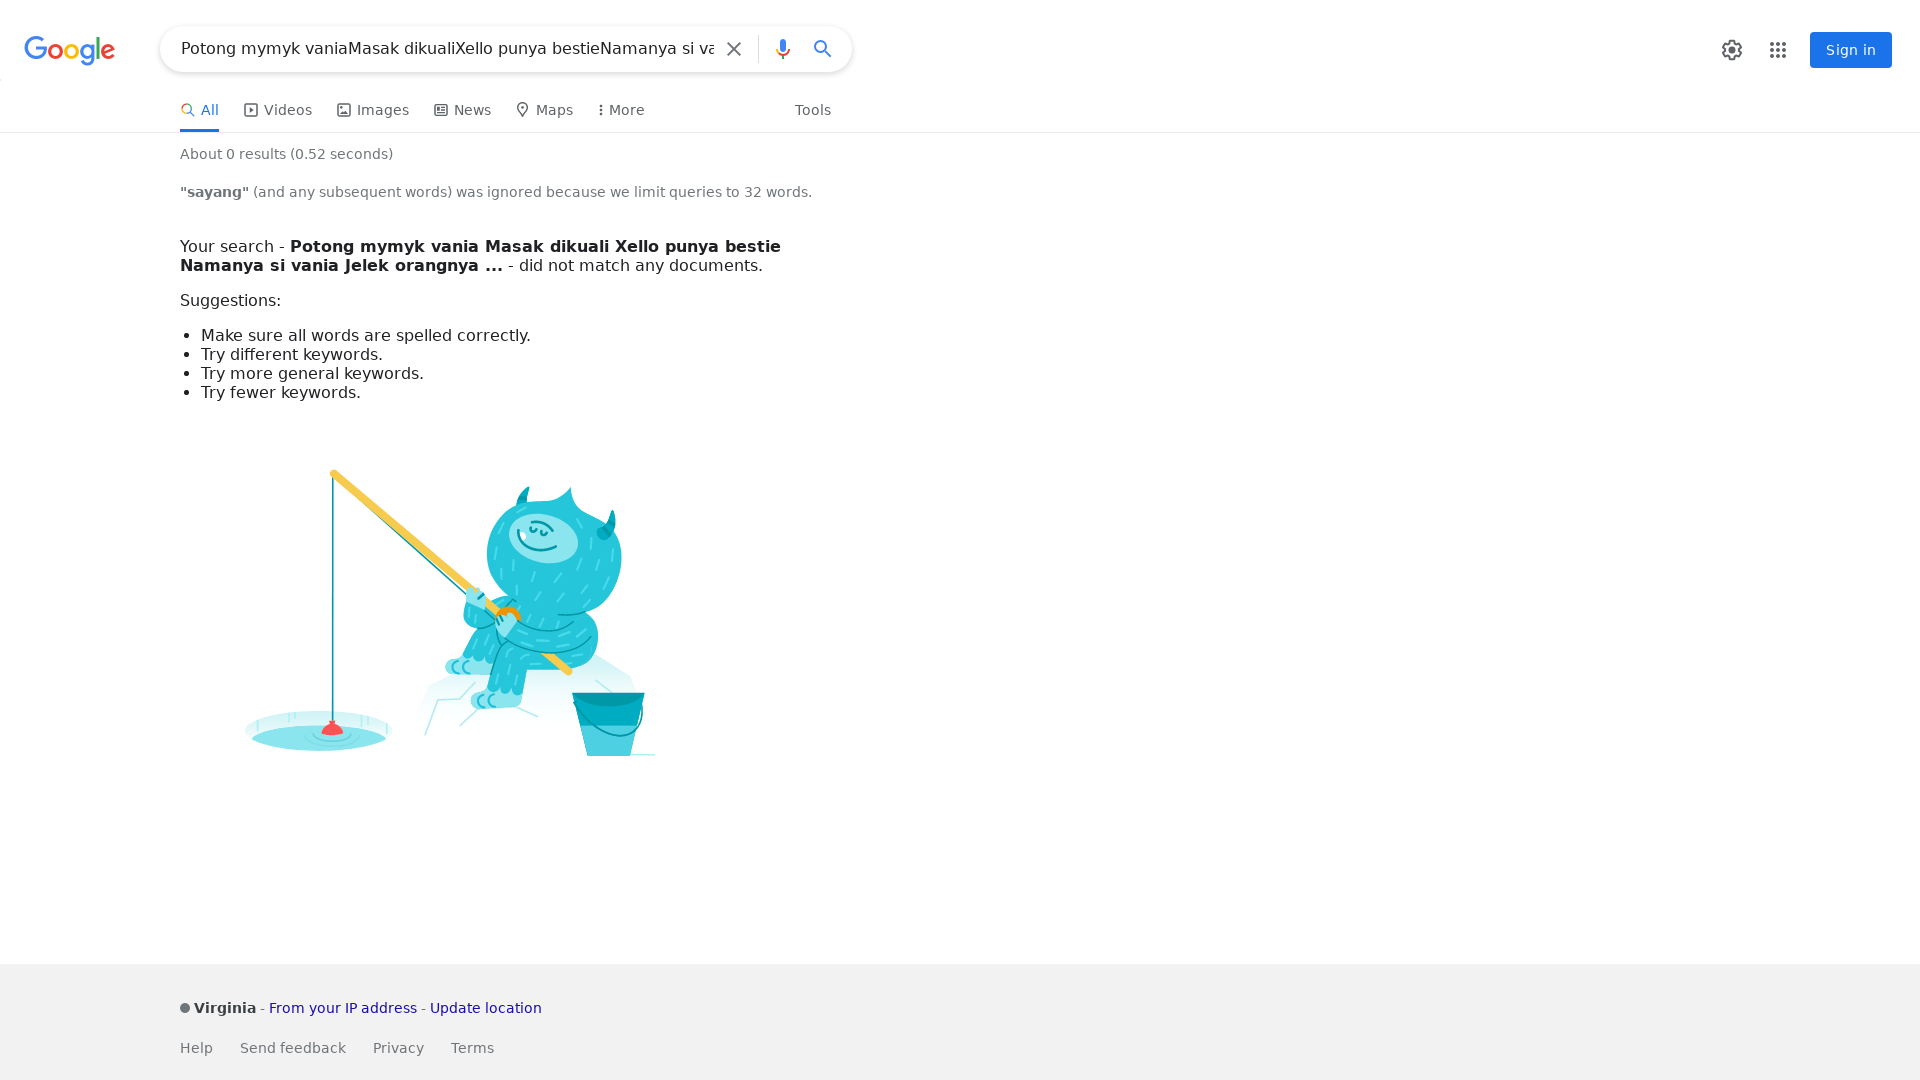 Google
Potong mymyk vaniaMasak dikualiXello punya bestieNamanya si va
Sign in
All
Videos
Images
News
Maps
More
Tools
About 0 results (0.52 seconds)
"sayang" (and any subsequent words) was ignored because we limit queries to 32 words.
Your search - Potong mymyk vania Masak dikuali Xello punya bestie
Namanya si vania Jelek orangnya ... - did not match any documents.
Suggestions:
Make sure all words are spelled correctly.
Try different keywords.
Try more general keywords.
Try fewer keywords.
Virginia - From your IP address - Update location
Help Send feedback Privacy Terms